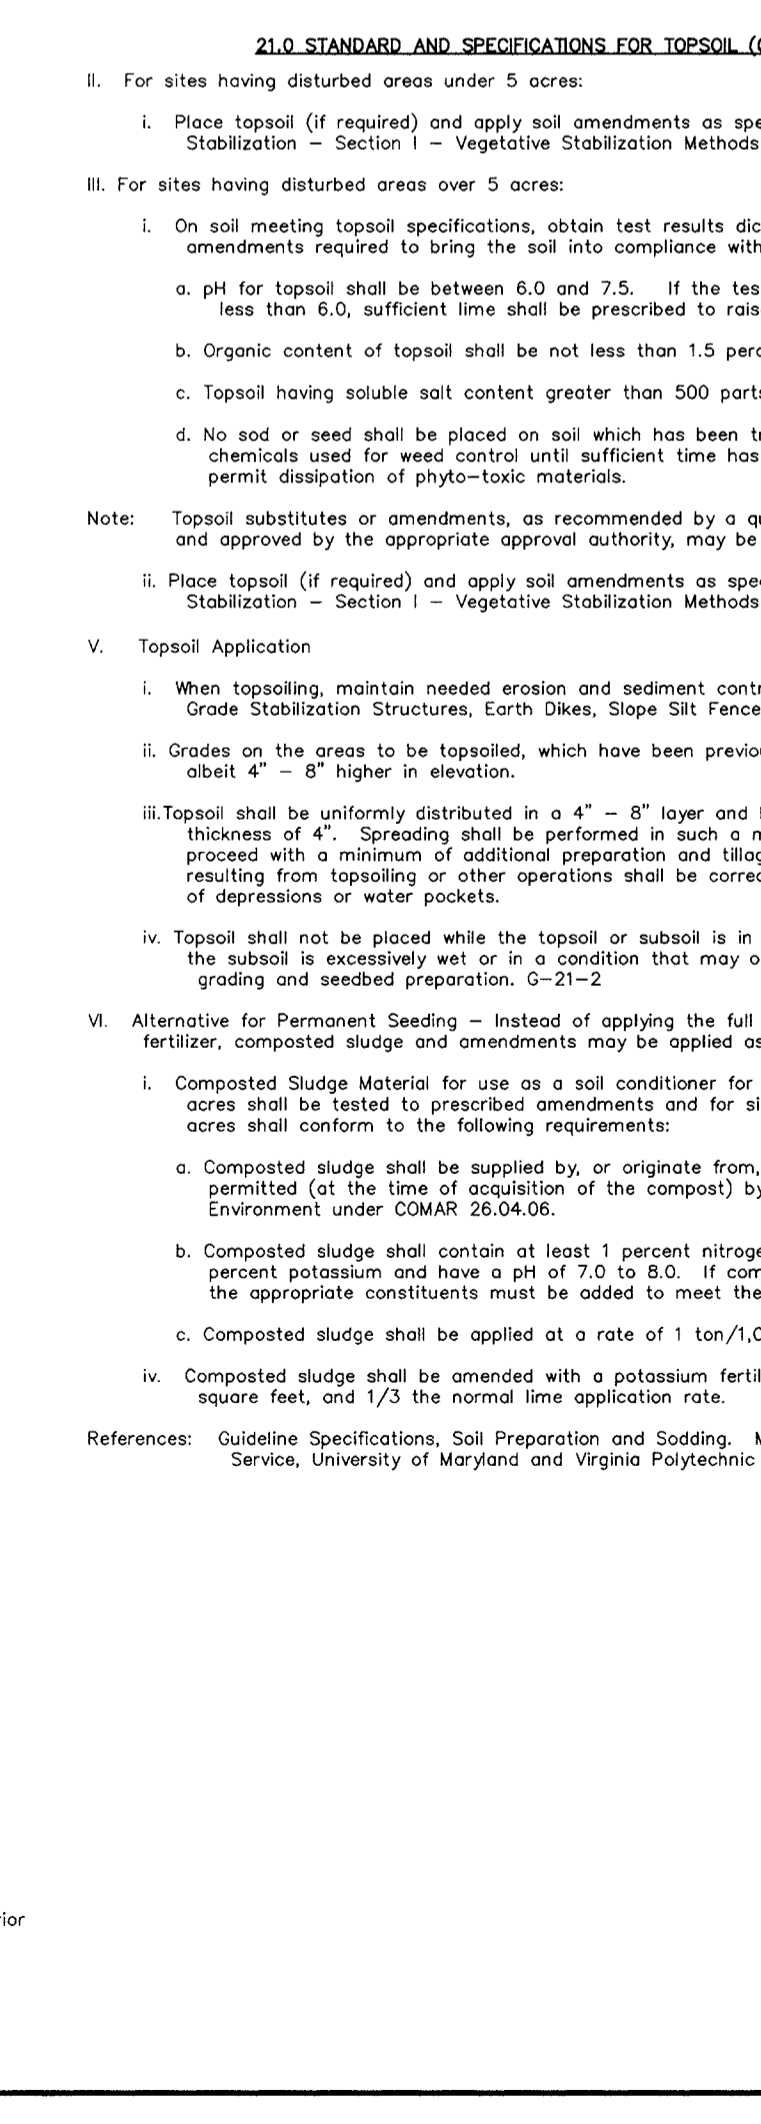 21.0 STANDARD AND SPECIFICATIONS FOR TOPSOIL (
II. For sites having disturbed areas under 5 acres:
i. Place topsoil (if required) and apply soil amendments as spe
Stabilization – Section I – Vegetative Stabilization Methods
III. For sites having disturbed areas over 5 acres:
i. On soil meeting topsoil specifications, obtain test results dic
amendments required to bring the soil into compliance with
a. pH for topsoil shall be between 6.0 and 7.5. If the tes
less than 6.0, sufficient lime shall be prescribed to rais
b. Organic content of topsoil shall be not less than 1.5 perc
c. Topsoil having soluble salt content greater than 500 parts
d. No sod or seed shall be placed on soil which has been tr
chemicals used for weed control until sufficient time has
permit dissipation of phyto-toxic materials.
Note: Topsoil substitutes or amendments, as recommended by a qu
and approved by the appropriate approval authority, may be
ii. Place topsoil (if required) and apply soil amendments as spe
Stabilization – Section I – Vegetative Stabilization Methods
V. Topsoil Application
i. When topsoiling, maintain needed erosion and sediment contr
Grade Stabilization Structures, Earth Dikes, Slope Silt Fence
ii. Grades on the areas to be topsoiled, which have been previo
albeit 4" – 8" higher in elevation.
iii. Topsoil shall be uniformly distributed in a 4" – 8" layer and
thickness of 4". Spreading shall be performed in such a m
proceed with a minimum of additional preparation and tillag
resulting from topsoiling or other operations shall be correc
of depressions or water pockets.
iv. Topsoil shall not be placed while the topsoil or subsoil is in
the subsoil is excessively wet or in a condition that may o
grading and seedbed preparation. G-21-2
VI. Alternative for Permanent Seeding – Instead of applying the full
fertilizer, composted sludge and amendments may be applied as
i. Composted Sludge Material for use as a soil conditioner for
acres shall be tested to prescribed amendments and for si
acres shall conform to the following requirements:
a. Composted sludge shall be supplied by, or originate from,
permitted (at the time of acquisition of the compost) by
Environment under COMAR 26.04.06.
b. Composted sludge shall contain at least 1 percent nitroge
percent potassium and have a pH of 7.0 to 8.0. If com
the appropriate constituents must be added to meet the
c. Composted sludge shall be applied at a rate of 1 ton/1,0
iv. Composted sludge shall be amended with a potassium fertil
square feet, and 1/3 the normal lime application rate.
References: Guideline Specifications, Soil Preparation and Sodding. M
Service, University of Maryland and Virginia Polytechnic
rior